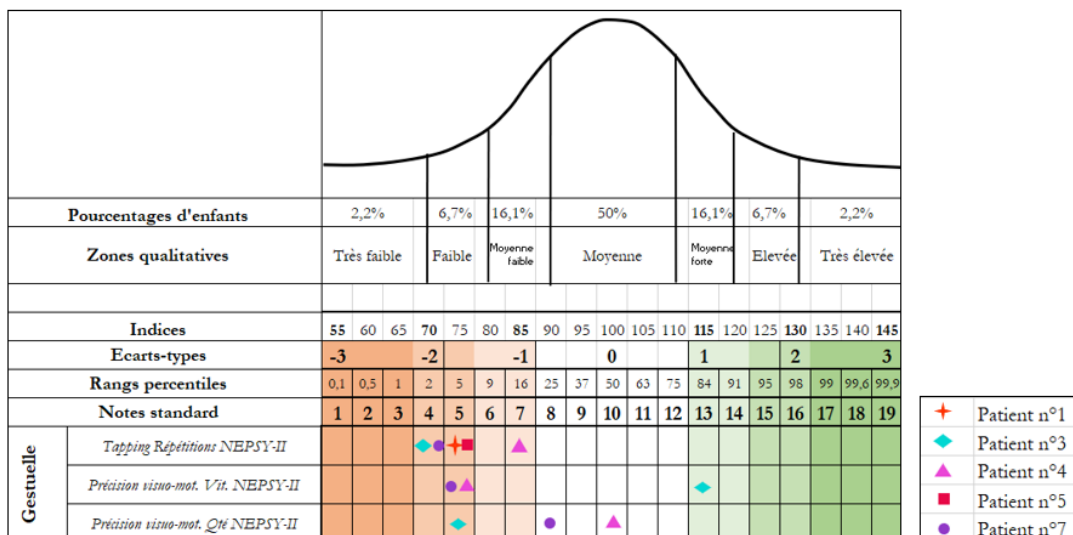 Pourcentages d'enfants 2,2% 6,7% 16,1% 50% 16,1% 6,7% 2,2%
Zones qualitatives Très faible Faible Moyenne faible Moyenne Moyenne forte Elevée Très élevée
Indices 55 60 65 70 75 80 85 90 95 100 105 110 115 120 125 130 135 140 145
Ecarts-types -3 -2 -1 0 1 2 3
Rangs percentiles 0,1 0,5 1 2 5 9 16 25 37 50 63 75 84 91 95 98 99 99,6 99,9
Notes standard 1 2 3 4 5 6 7 8 9 10 11 12 13 14 15 16 17 18 19
Gestuelle
Tapping Répétitions NEPSY-II
Précision visuo-mot. Vit. NEPSY-II
Précision visuo-mot. Qté NEPSY-II
Patient n°1
Patient n°3
Patient n°4
Patient n°5
Patient n°7